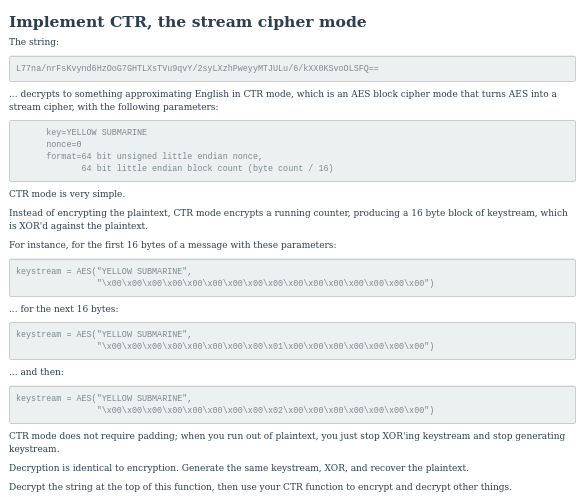 Implement CTR, the stream cipher mode
The string:
L77na/nrFsKvynd6HzOoG7GHTLXsTVu9qvY/2syLXzhPweyyMTJULu/6/kXX0KSvoOLSFQ==
... decrypts to something approximating English in CTR mode, which is an AES block cipher mode that turns AES into a
stream cipher, with the following parameters:
key=YELLOW SUBMARINE
nonce=0
format=64 bit unsigned little endian nonce,
64 bit little endian block count (byte count / 16)
CTR mode is very simple.
Instead of encrypting the plaintext, CTR mode encrypts a running counter, producing a 16 byte block of keystream, which
is XOR'd against the plaintext.
For instance, for the first 16 bytes of a message with these parameters:
keystream = AES("YELLOW SUBMARINE",
"\x00\x00\x00\x00\x00\x00\x00\x00\x00\x00\x00\x00\x00\x00\x00\x00")
... for the next 16 bytes:
keystream = AES("YELLOW SUBMARINE",
"\x00\x00\x00\x00\x00\x00\x00\x00\x01\x00\x00\x00\x00\x00\x00\x00")
... and then:
keystream = AES("YELLOW SUBMARINE",
"\x00\x00\x00\x00\x00\x00\x00\x00\x02\x00\x00\x00\x00\x00\x00\x00")
CTR mode does not require padding; when you run out of plaintext, you just stop XOR'ing keystream and stop generating
keystream.
Decryption is identical to encryption. Generate the same keystream, XOR, and recover the plaintext.
Decrypt the string at the top of this function, then use your CTR function to encrypt and decrypt other things.